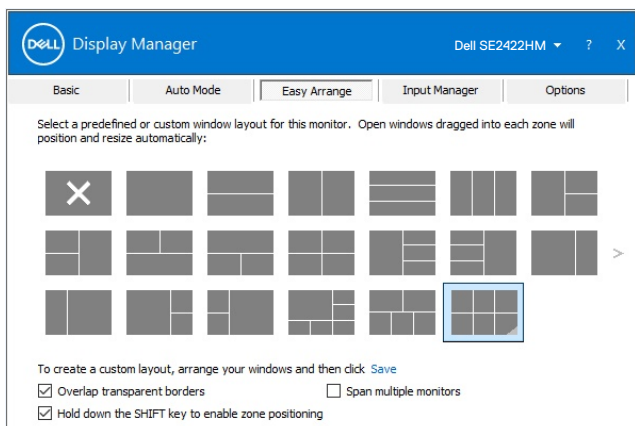 DELL Display Manager Dell SE2422HM ? X
Basic Auto Mode Easy Arrange Input Manager Options
Select a predefined or custom window layout for this monitor. Open windows dragged into each zone will
position and resize automatically:
>
To create a custom layout, arrange your windows and then click Save
Overlap transparent borders Span multiple monitors
Hold down the SHIFT key to enable zone positioning